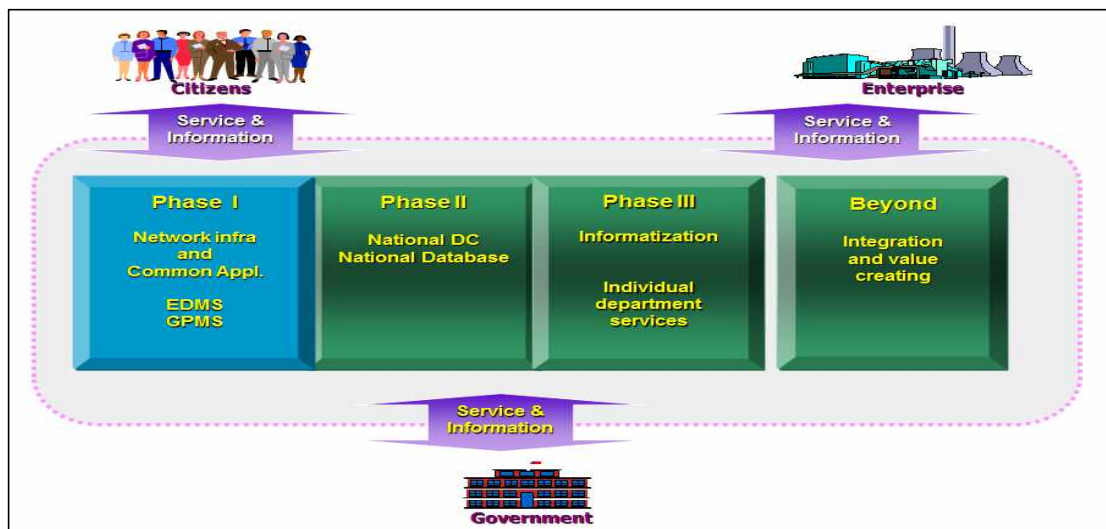 Citizens
Enterprise
Service &
Information
Service &
Information
Phase I
Network infra
and
Common Appl.
EDMS
GPMS
Phase II
National DC
National Database
Phase III
Informatization
Individual
department
services
Beyond
Integration
and value
creating
Service &
Information
Government